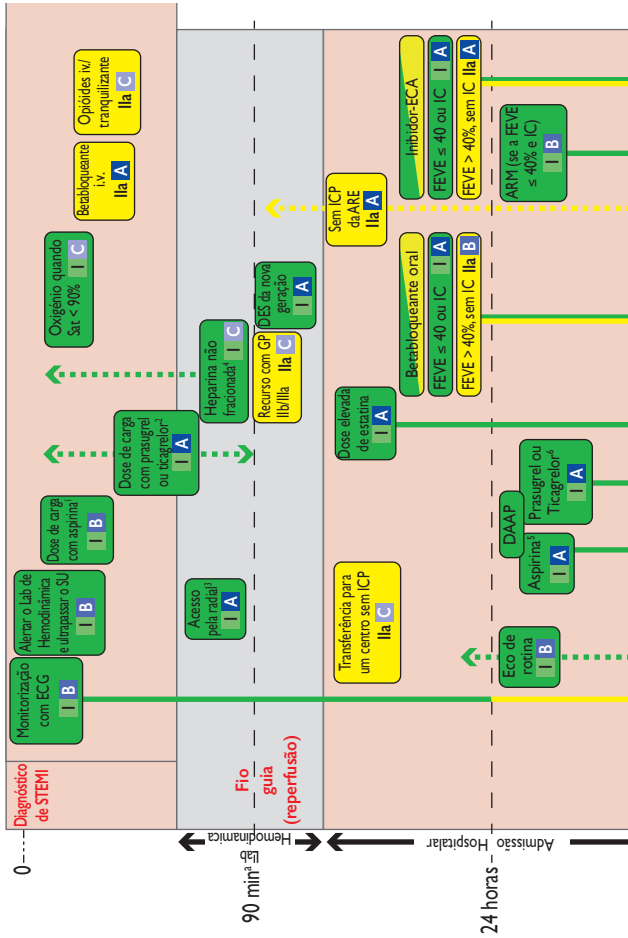 0
Diagnóstico
de STEMI
Monitorização
com ECG
I B
Alertar o Lab de
Hemodinâmica
e ultrapassar o SU
I B
Dose de carga
com aspirina1
I B
Oxigénio quando
Sat < 90% I C
Betabloqueante
i.v.
IIa A
Opióides iv./
tranquilizante
IIa C
Dose de carga
com prasugrel
ou ticagrelor2
I A
llab
Hemodinamica
90 minª
Fio
guia
(reperfusão)
Acesso
pela radial3
I A
Heparina não
fracionada4
I C
Recurso com GP
IIb/IIIa IIa C
DES da nova
geração
I A
Admissão Hospitalar
Transferência para
um centro sem ICP
IIa C
Dose elevada
de estatina
I A
Sem ICP
da ARE
IIa A
Betabloqueante oral
FEVE ≤ 40 ou IC I A
FEVE > 40%, sem IC IIa B
Inibidor-ECA
FEVE ≤ 40 ou IC I A
FEVE > 40%, sem IC IIa A
24 horas
Eco de
rotina
I B
DAAP
Aspirina5
I A
Prasugrel ou
Ticagrelor6
I A
ARM (se a FEVE
≤ 40% e IC)
I B